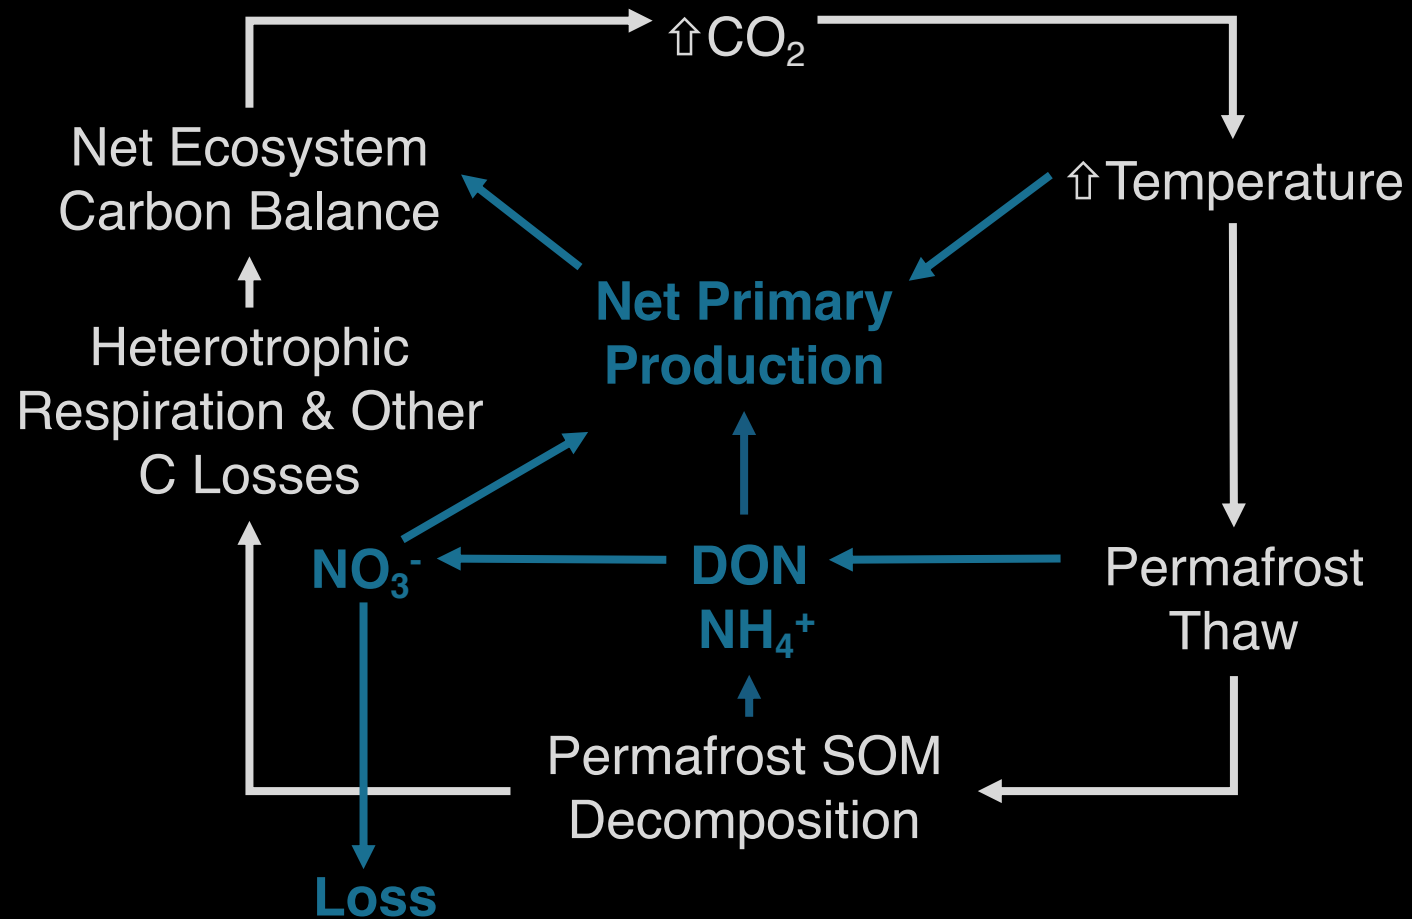 ⇧CO₂
Net Ecosystem
Carbon Balance
⇧Temperature
Net Primary
Production
Heterotrophic
Respiration & Other
C Losses
NO₃⁻
DON
NH₄⁺
Permafrost
Thaw
Permafrost SOM
Decomposition
Loss